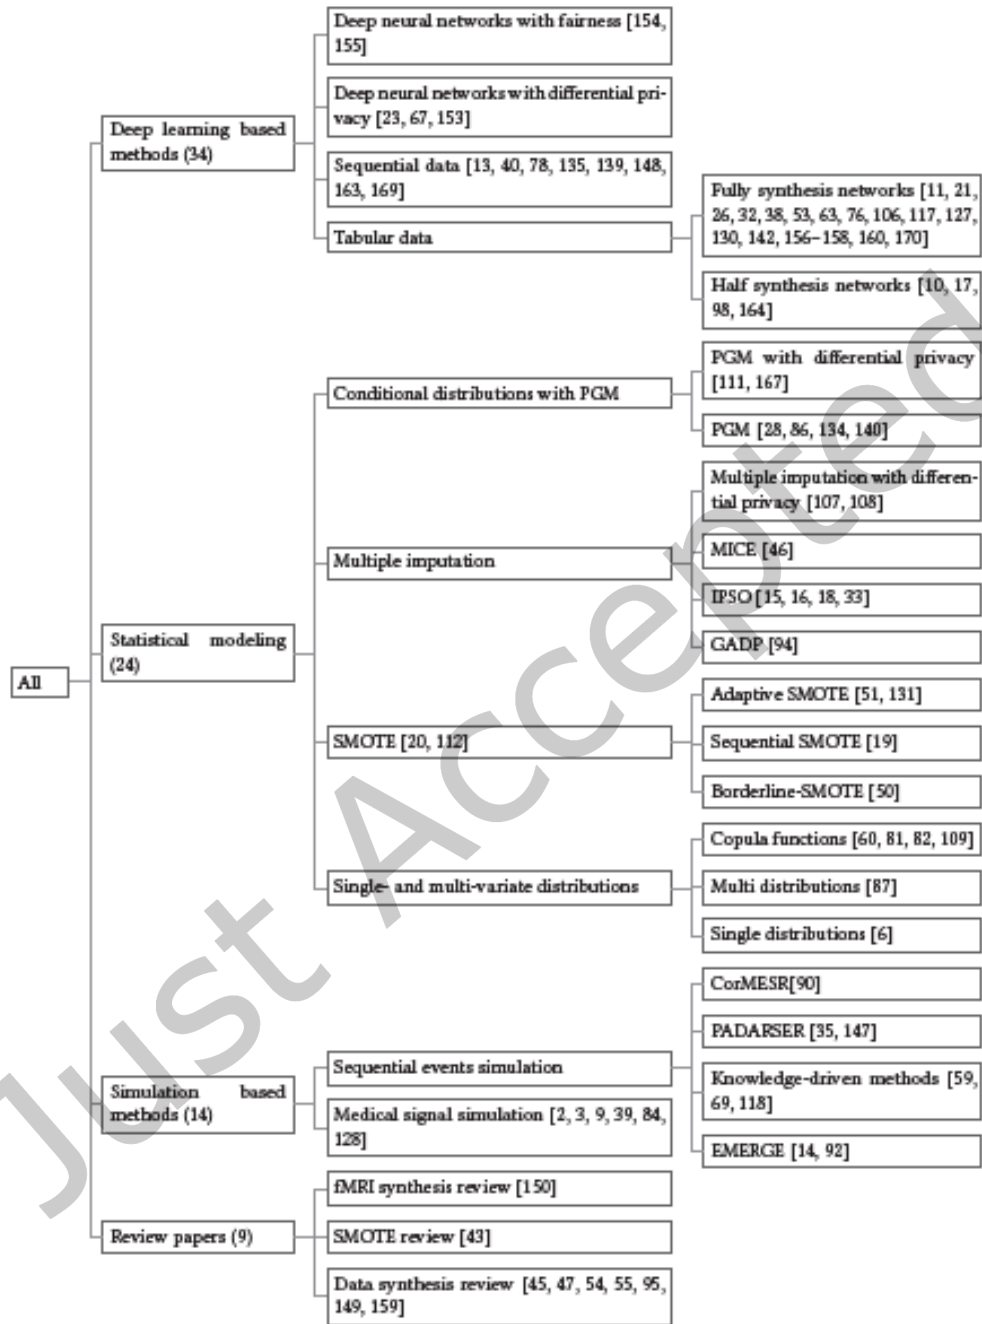 Deep neural networks with fairness [154,
155]
Deep neural networks with differential pri-
vacy [23, 67, 153]
Deep learning based
methods (34)
Sequential data [13, 40, 78, 135, 139, 148,
163, 169]
Tabular data
Fully synthesis networks [11, 21,
26, 32, 38, 53, 63, 76, 106, 117, 127,
130, 142, 156–158, 160, 170]
Half synthesis networks [10, 17,
98, 164]
Conditional distributions with PGM
PGM with differential privacy
[111, 167]
PGM [28, 86, 134, 140]
Multiple imputation
Multiple imputation with differen-
tial privacy [107, 108]
MICE [46]
IPSO [15, 16, 18, 33]
GADP [94]
Statistical modeling
(24)
All
SMOTE [20, 112]
Adaptive SMOTE [51, 131]
Sequential SMOTE [19]
Borderline-SMOTE [50]
Single- and multi-variate distributions
Copula functions [60, 81, 82, 109]
Multi distributions [87]
Single distributions [6]
Simulation based
methods (14)
Sequential events simulation
CorMESR[90]
PADARSER [35, 147]
Knowledge-driven methods [59,
69, 118]
EMERGE [14, 92]
Medical signal simulation [2, 3, 9, 39, 84,
128]
Review papers (9)
fMRI synthesis review [150]
SMOTE review [43]
Data synthesis review [45, 47, 54, 55, 95,
149, 159]
Just Accepted